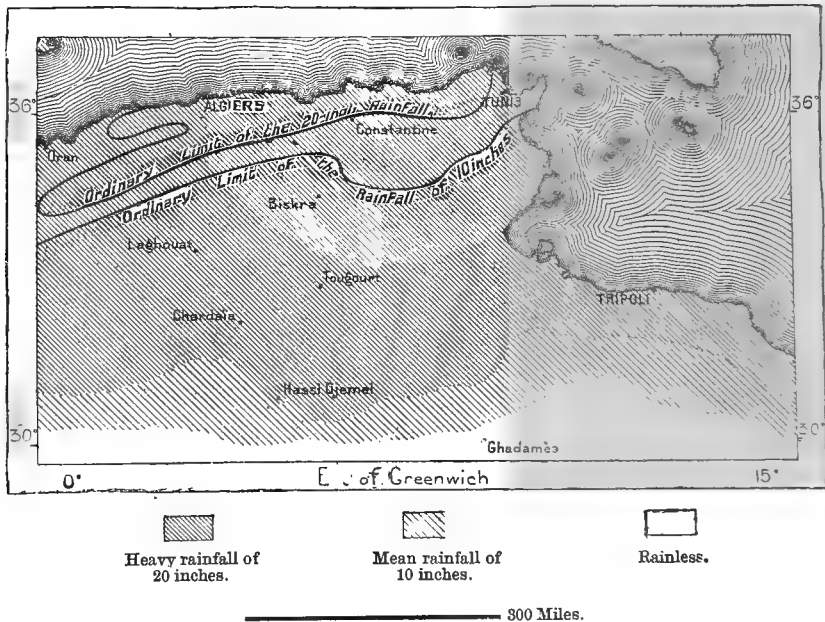 36°
36°
ALGIERS
TUNIS
Oran
Constantine
Ordinary Limit of the 20-inch Rainfall
Ordinary Limit of the Rainfall of 10 inches
Biskra
Laghouat
Tougourt
TRIPOLI
Ghardaia
Hassi Djemel
30°
30°
Ghadames
0°
E. of Greenwich
15°
Heavy rainfall of
20 inches.
Mean rainfall of
10 inches.
Rainless.
300 Miles.